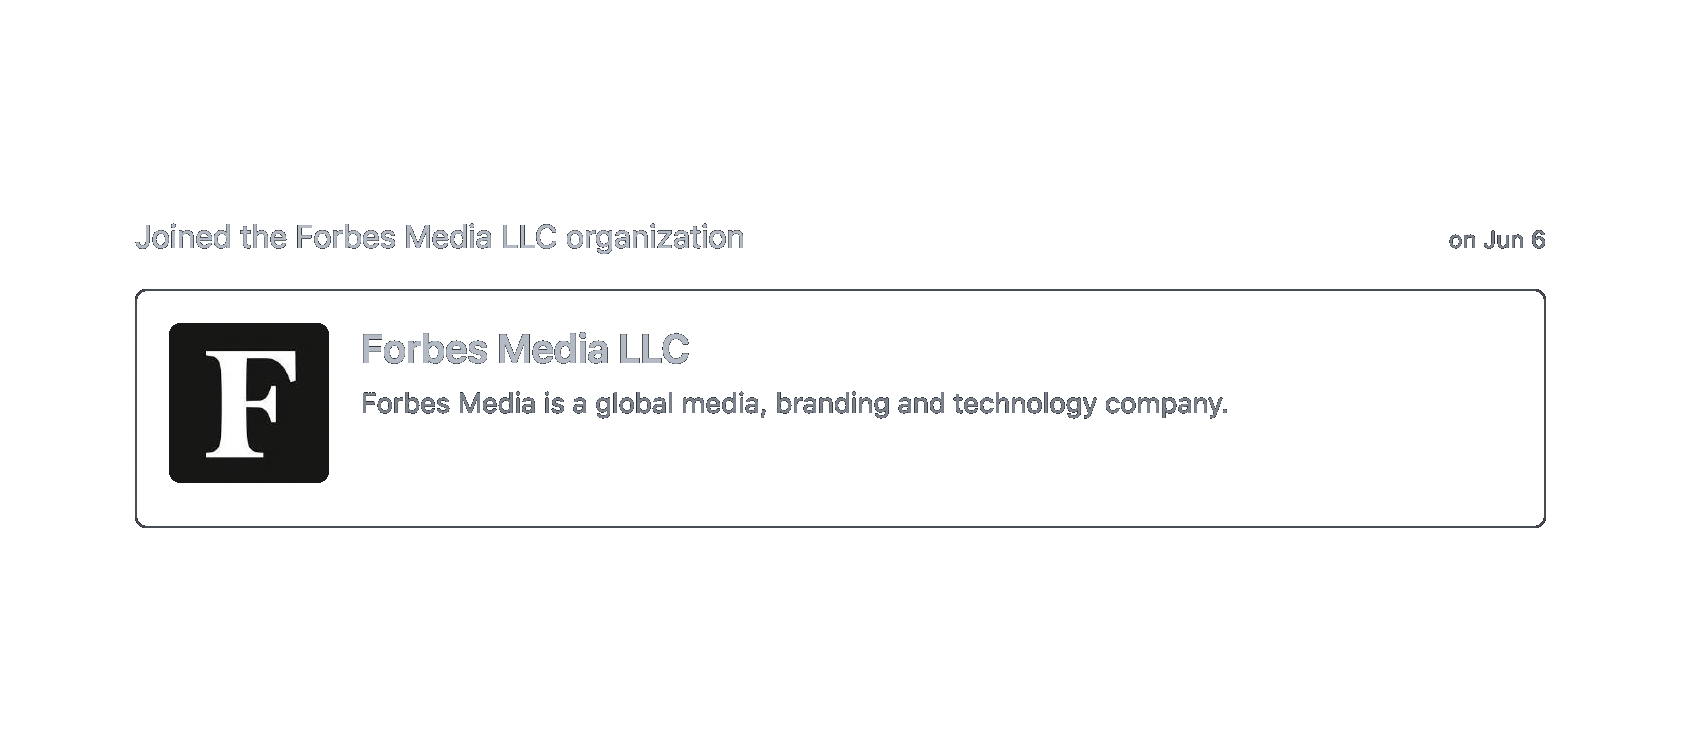 Joined the Forbes Media LLC organization
on Jun 6
F
Forbes Media LLC
Forbes Media is a global media, branding and technology company.